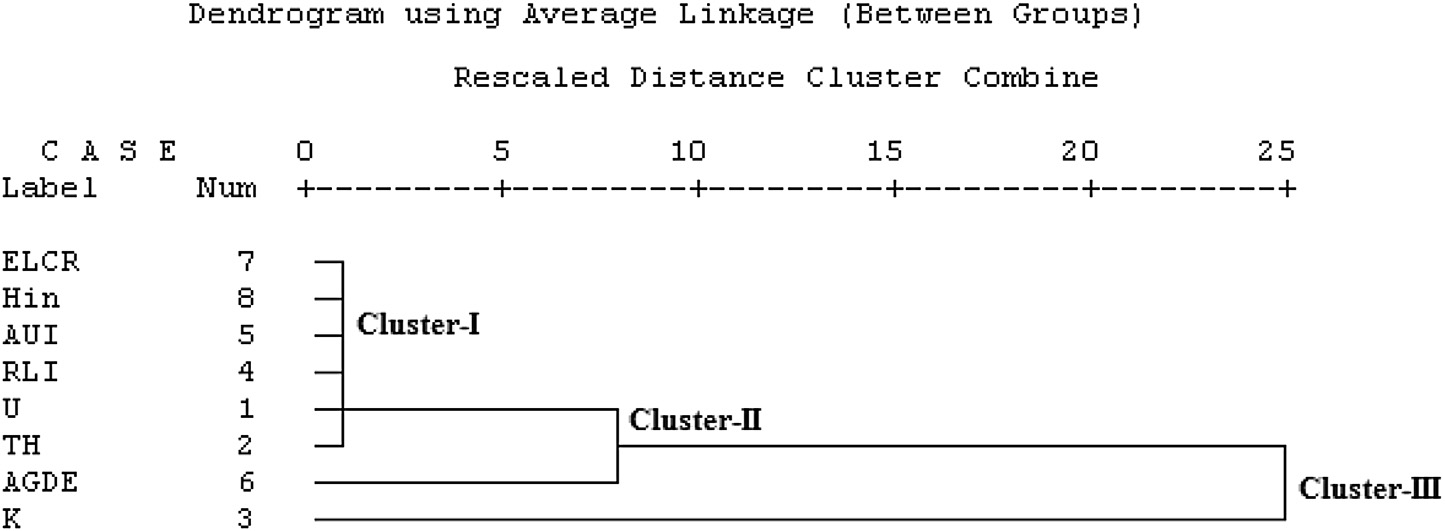 Dendrogram using Average Linkage (Between Groups)
Rescaled Distance Cluster Combine
C A S E 0 5 10 15 20 25
Label Num +---------+---------+---------+---------+---------+
ELCR 7
Hin 8
Cluster-I
AUI 5
RLI 4
U 1
Cluster-II
TH 2
AGDE 6
Cluster-III
K 3